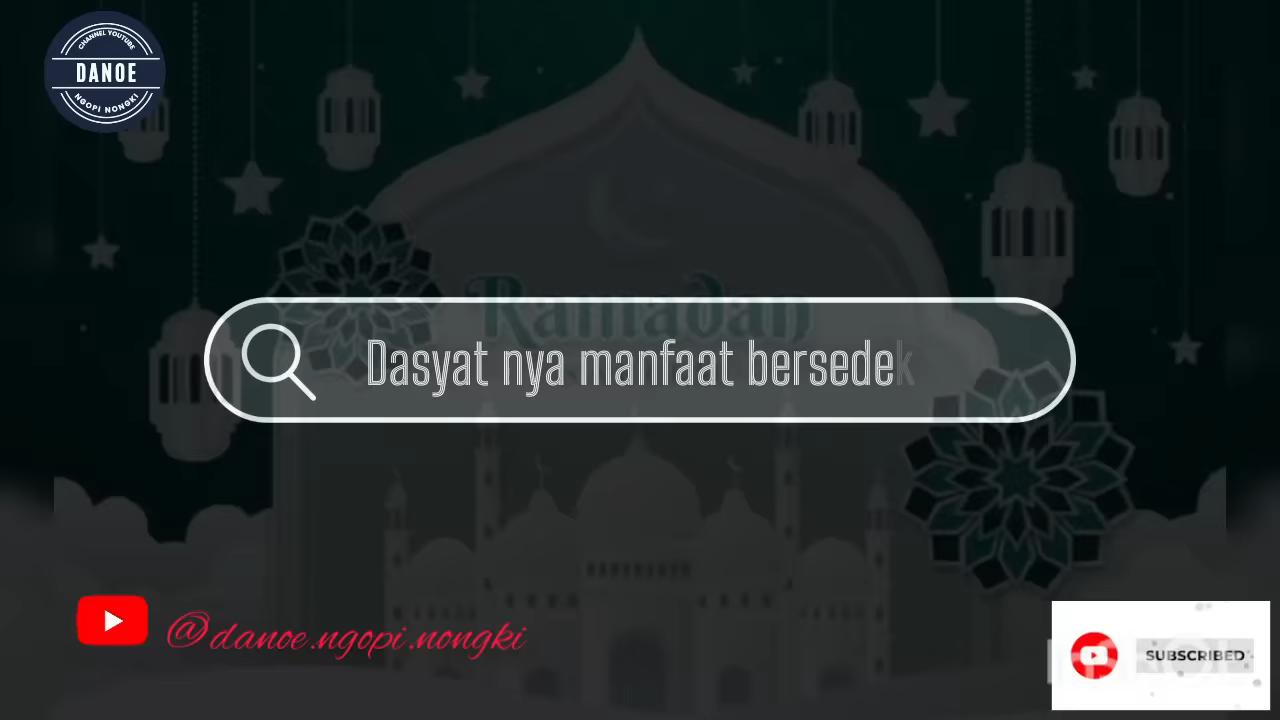 CHANNEL YOUTUBE
DANOE
NGOPI NONGKI
Ramadan
Dasyat nya manfaat bersedek
@danoe.ngopi.nongki
SUBSCRIBED